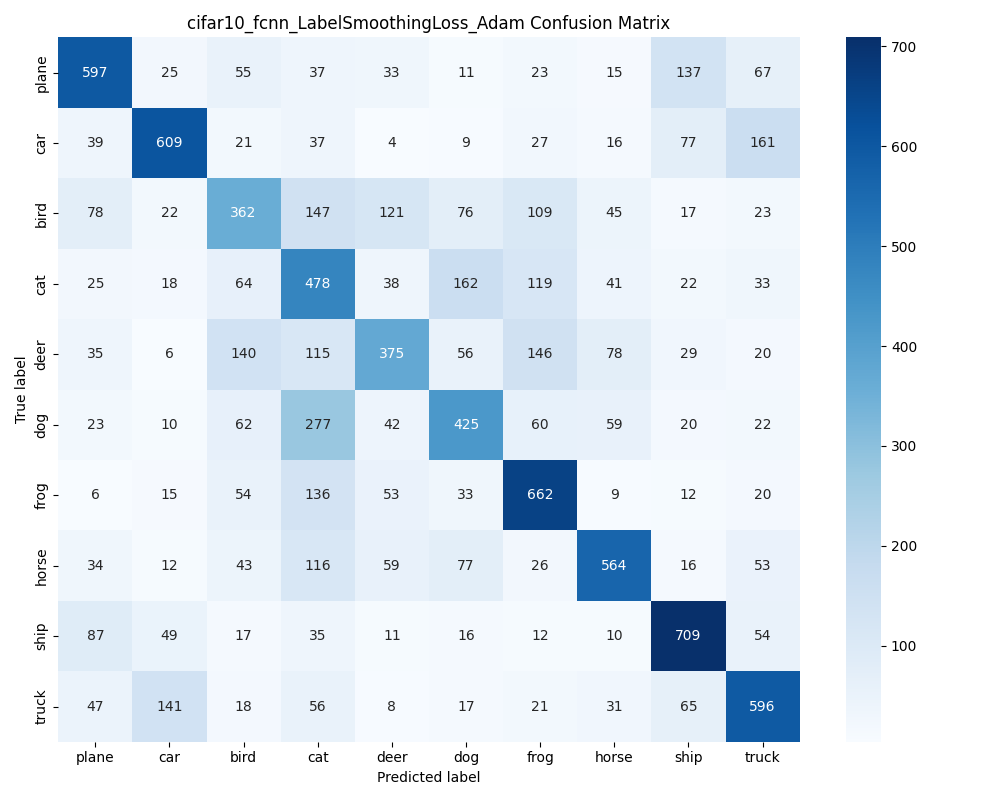 cifar10_fcnn_LabelSmoothingLoss_Adam Confusion Matrix
plane 597 25 55 37 33 11 23 15 137 67
car 39 609 21 37 4 9 27 16 77 161
bird 78 22 362 147 121 76 109 45 17 23
cat 25 18 64 478 38 162 119 41 22 33
deer 35 6 140 115 375 56 146 78 29 20
dog 23 10 62 277 42 425 60 59 20 22
frog 6 15 54 136 53 33 662 9 12 20
horse 34 12 43 116 59 77 26 564 16 53
ship 87 49 17 35 11 16 12 10 709 54
truck 47 141 18 56 8 17 21 31 65 596
plane car bird cat deer dog frog horse ship truck
Predicted label
True label
700
600
500
400
300
200
100